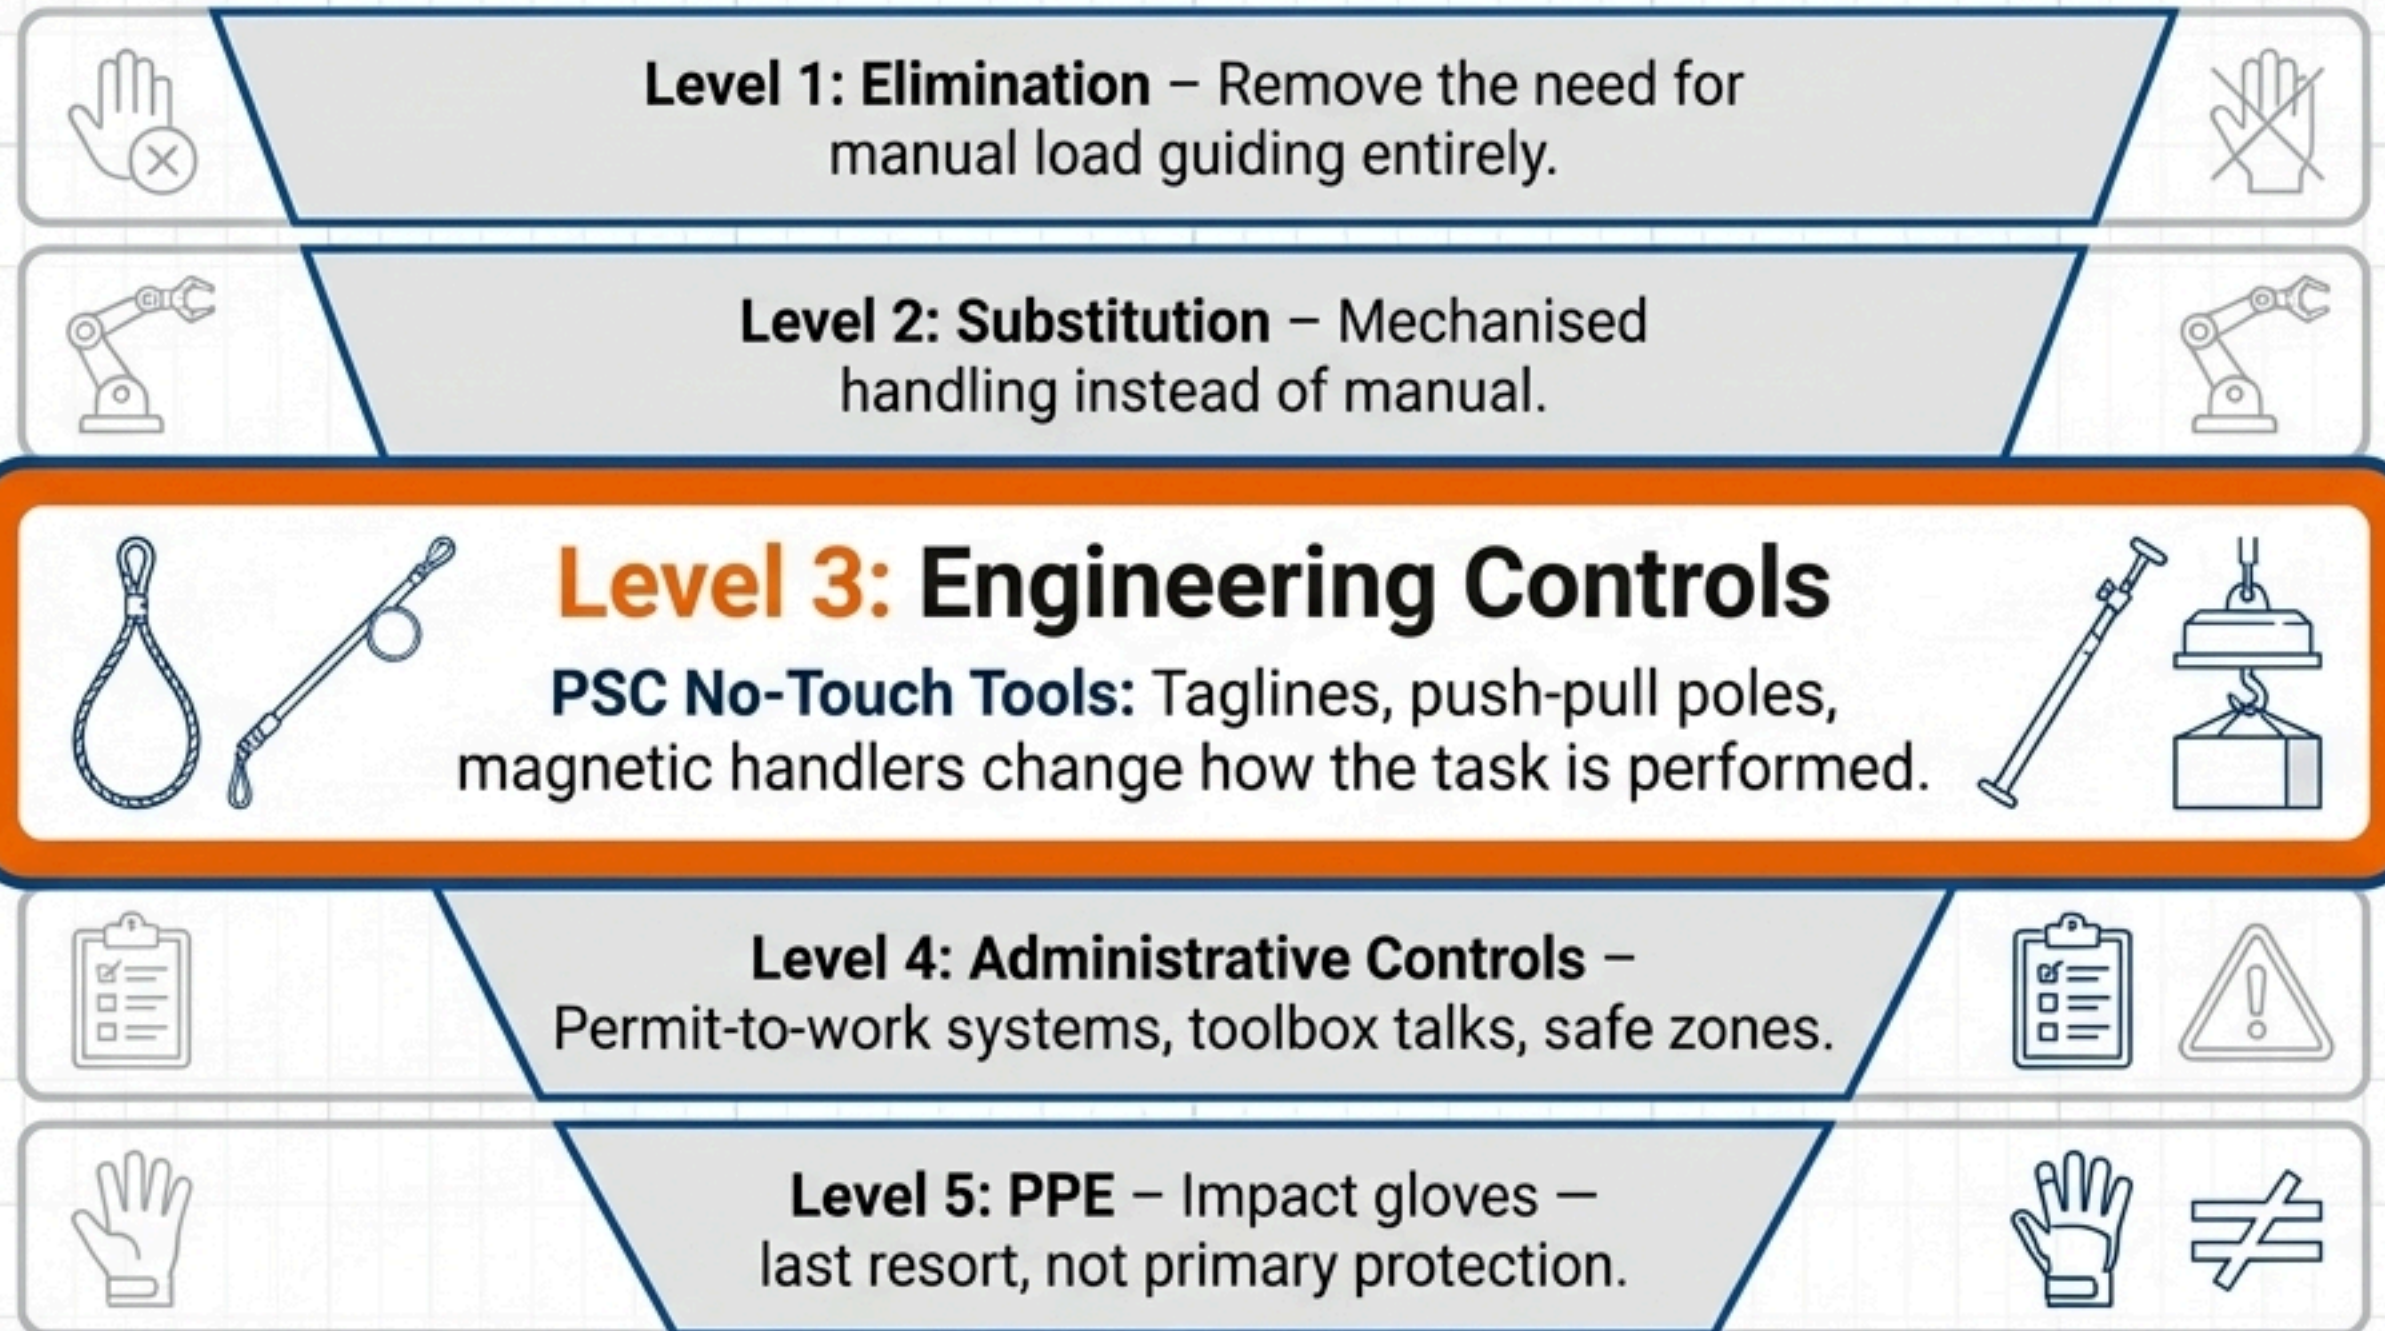 Level 1: Elimination – Remove the need for
manual load guiding entirely.
Level 2: Substitution – Mechanised
handling instead of manual.
Level 3: Engineering Controls
PSC No-Touch Tools: Taglines, push-pull poles,
magnetic handlers change how the task is performed.
Level 4: Administrative Controls –
Permit-to-work systems, toolbox talks, safe zones.
Level 5: PPE – Impact gloves —
last resort, not primary protection.